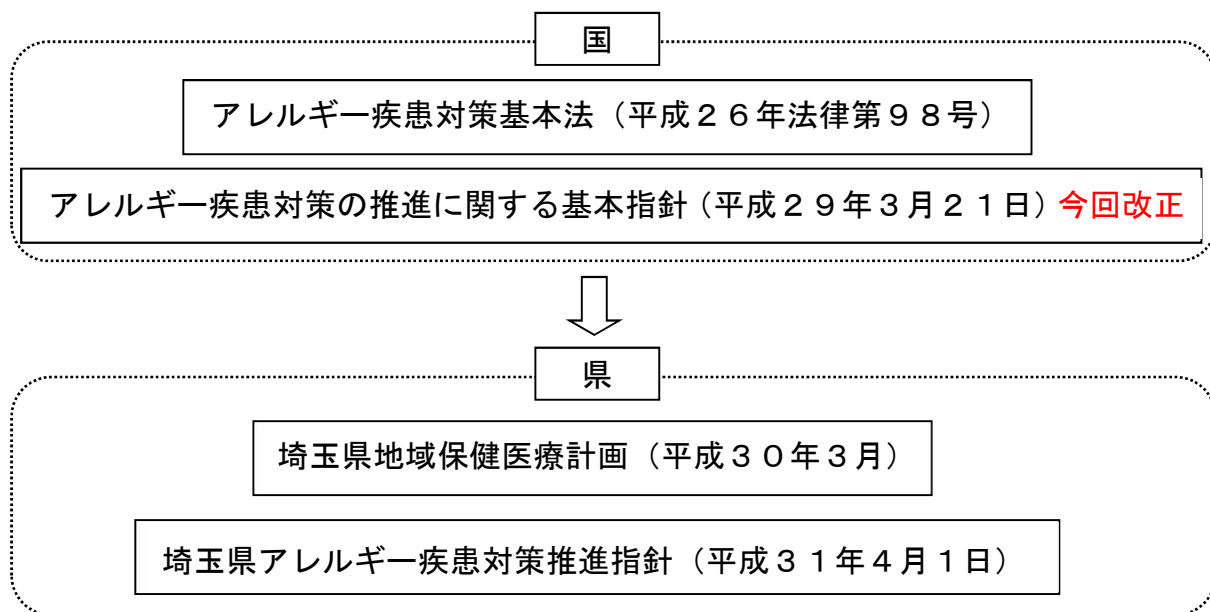 国
アレルギー疾患対策基本法（平成２６年法律第９８号）
アレルギー疾患対策の推進に関する基本指針（平成２９年３月２１日）今回改正
県
埼玉県地域保健医療計画（平成３０年３月）
埼玉県アレルギー疾患対策推進指針（平成３１年４月１日）